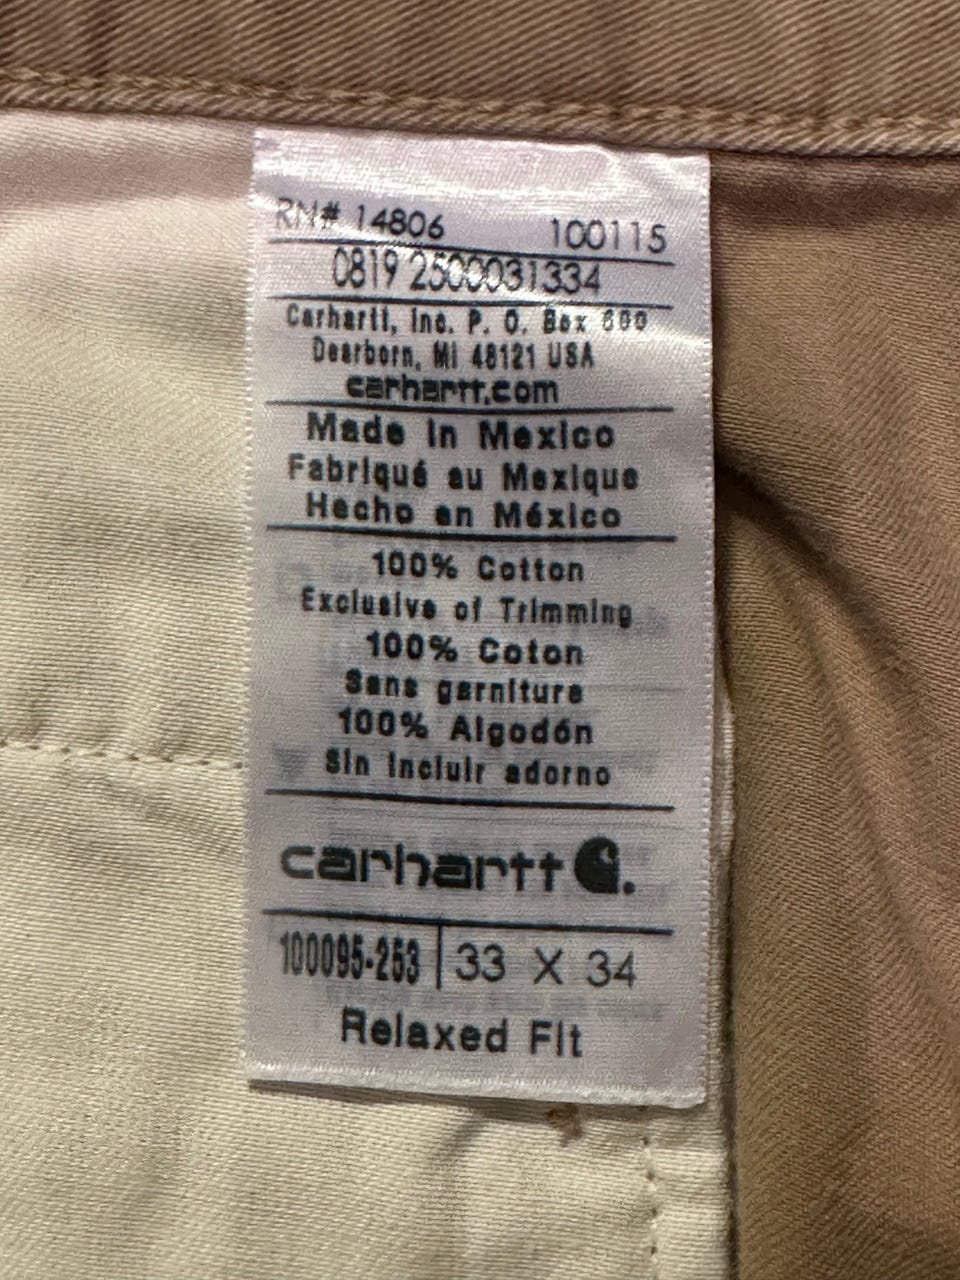 RN# 14806 100115
0819 2500031334
Carhartt, Inc. P. O. Box 600
Dearborn, MI 48121 USA
carhartt.com
Made in Mexico
Fabriqué au Mexique
Hecho en México
100% Cotton
Exclusive of Trimming
100% Coton
Sans garniture
100% Algodón
Sin incluir adorno
carhartt
100095-253 33 X 34
Relaxed Fit